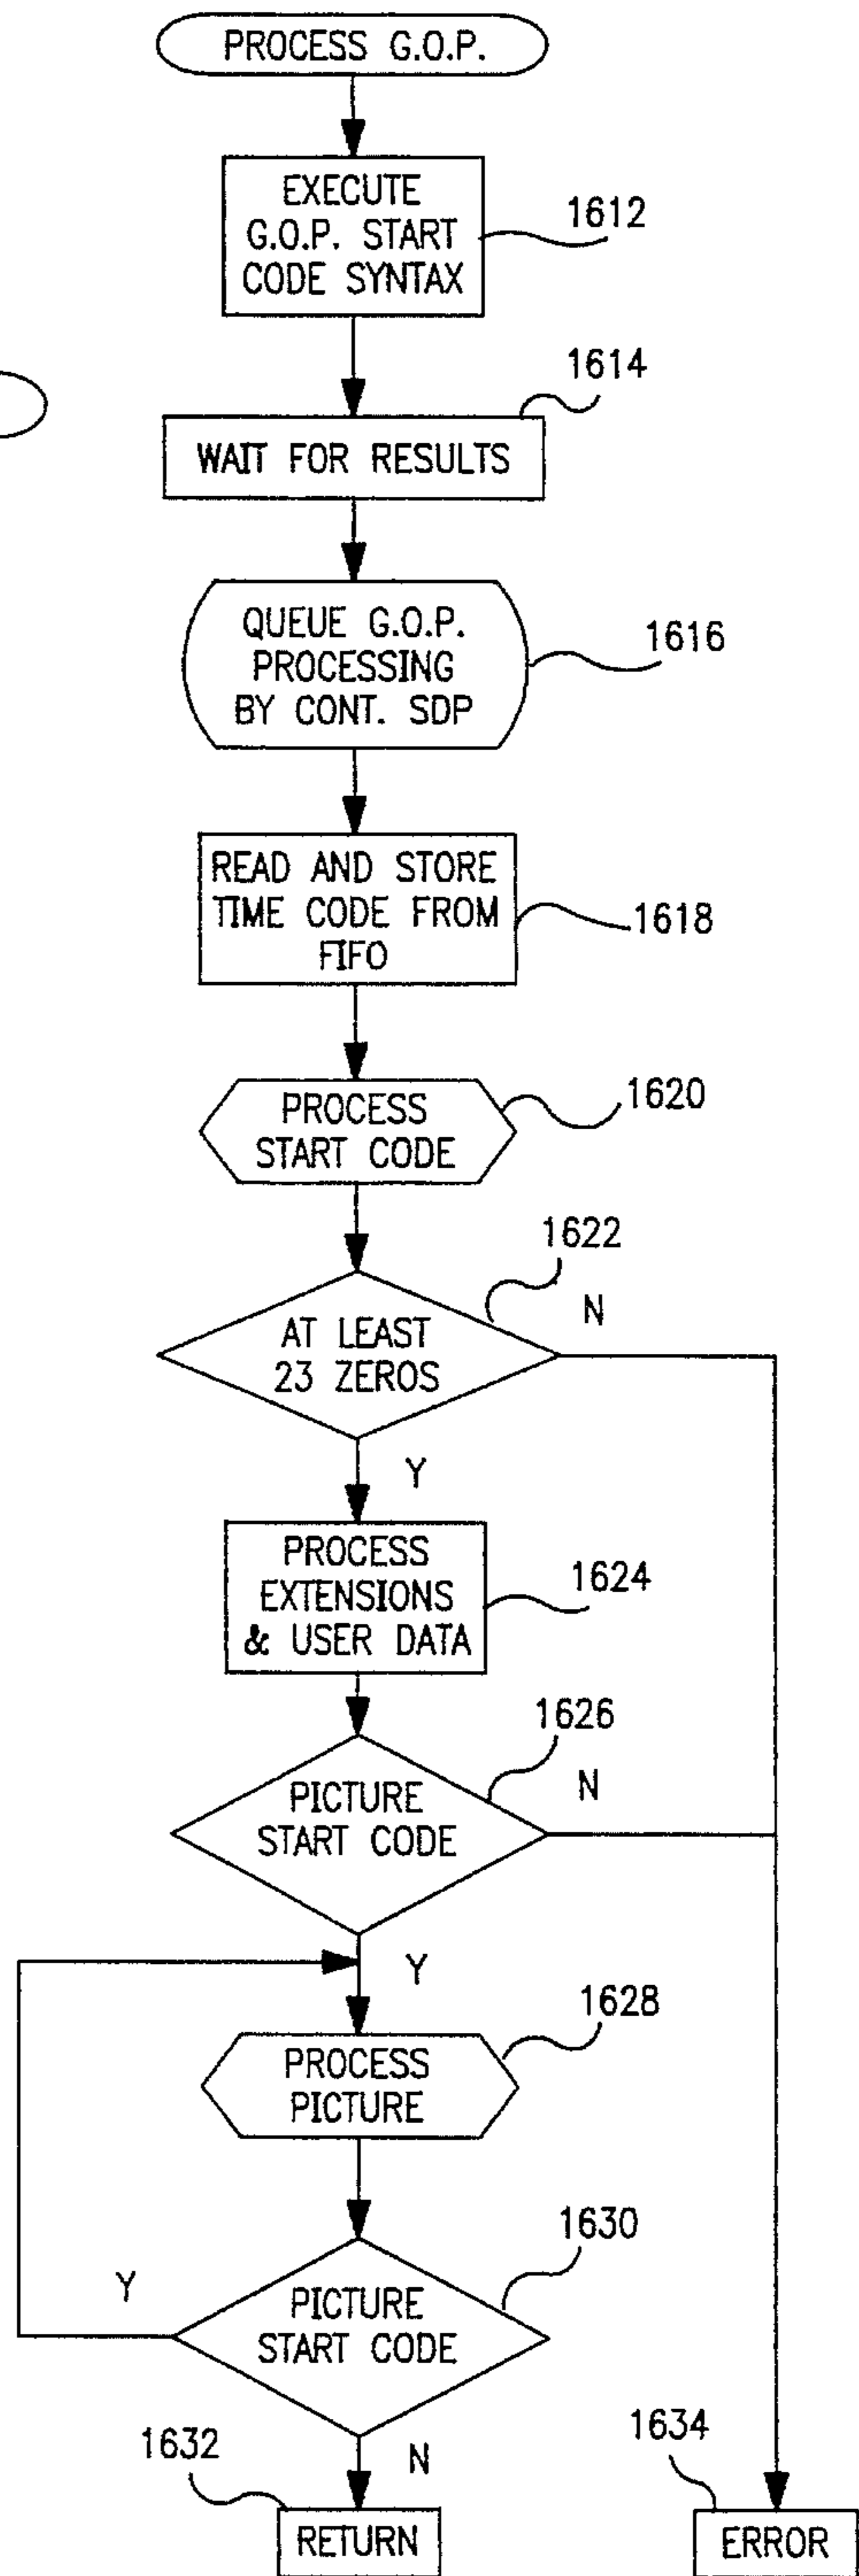 PROCESS G.O.P.
EXECUTE
G.O.P. START
CODE SYNTAX
1612
1614
WAIT FOR RESULTS
QUEUE G.O.P.
PROCESSING
BY CONT. SDP
1616
READ AND STORE
TIME CODE FROM
FIFO
1618
PROCESS
START CODE
1620
1622
AT LEAST
23 ZEROS
N
Y
PROCESS
EXTENSIONS
& USER DATA
1624
1626
PICTURE
START CODE
N
Y
1628
PROCESS
PICTURE
1630
Y
PICTURE
START CODE
1632
N
1634
RETURN
ERROR